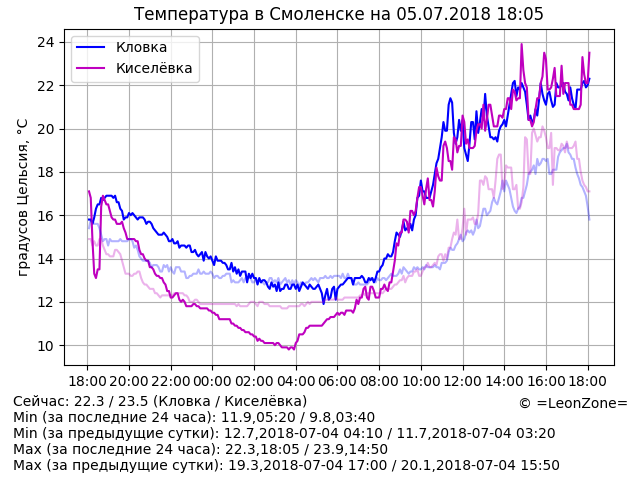 Температура в Смоленске на 05.07.2018 18:05
Кловка
Киселёвка
градусов Цельсия, °C
24
22
20
18
16
14
12
10
18:00 20:00 22:00 00:00 02:00 04:00 06:00 08:00 10:00 12:00 14:00 16:00 18:00
Сейчас: 22.3 / 23.5 (Кловка / Киселёвка)
© =LeonZone=
Min (за последние 24 часа): 11.9,05:20 / 9.8,03:40
Min (за предыдущие сутки): 12.7,2018-07-04 04:10 / 11.7,2018-07-04 03:20
Max (за последние 24 часа): 22.3,18:05 / 23.9,14:50
Max (за предыдущие сутки): 19.3,2018-07-04 17:00 / 20.1,2018-07-04 15:50